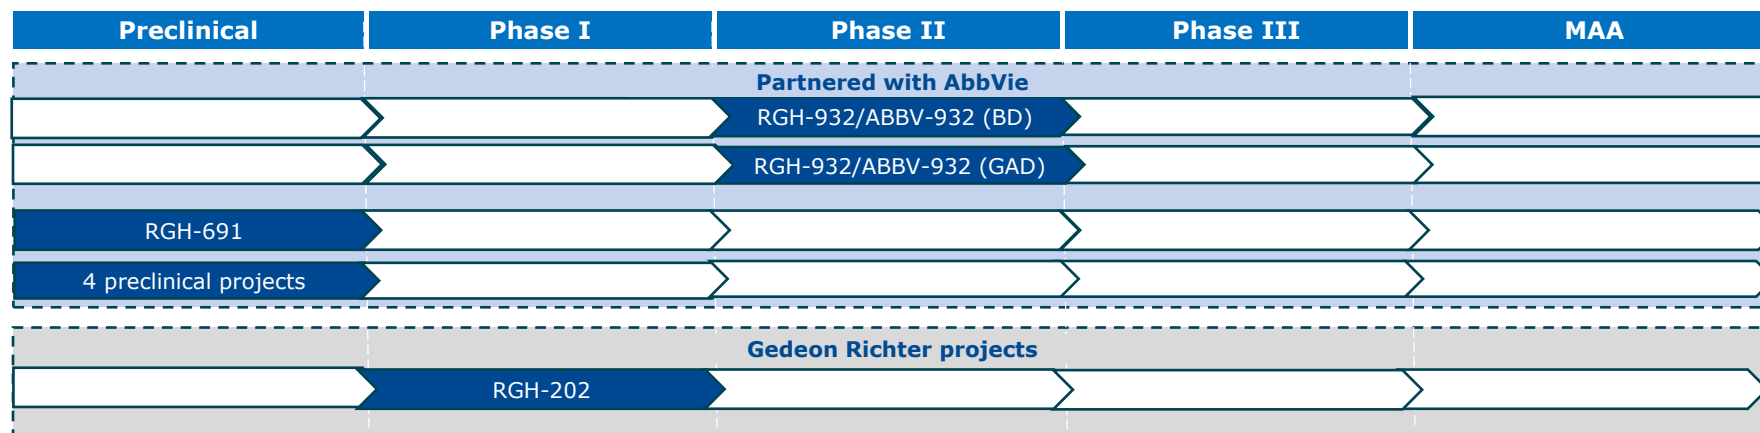 Preclinical
Phase I
Phase II
Phase III
MAA
Partnered with AbbVie
RGH-932/ABBV-932 (BD)
RGH-932/ABBV-932 (GAD)
RGH-691
4 preclinical projects
Gedeon Richter projects
RGH-202